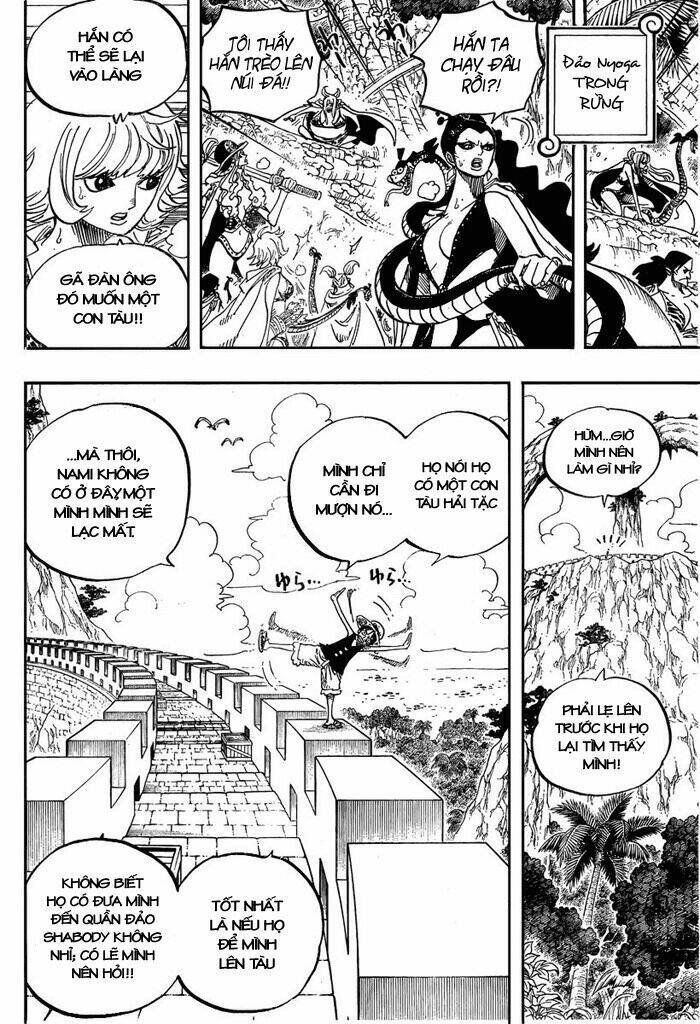 Đảo Nyoga
TRONG
RỪNG
HẮN TA
CHẠY ĐÂU
RỒI?!
TÔI THẤY
HẮN TRÈO LÊN
NÚI ĐÁ!!
HẮN CÓ
THỂ SẼ LẠI
VÀO LÀNG
GÃ ĐÀN ÔNG
ĐÓ MUỐN MỘT
CON TÀU!!
HỪM...GIỜ
MÌNH NÊN
LÀM GÌ NHỈ?
PHẢI LẸ LÊN
TRƯỚC KHI HỌ
LẠI TÌM THẤY
MÌNH!
HỌ NÓI HỌ
CÓ MỘT CON
TÀU HẢI TẶC
MÌNH CHỈ
CẦN ĐI
MƯỢN NÓ...
...MÀ THÔI,
NAMI KHÔNG
CÓ Ở ĐÂY,MỘT
MÌNH MÌNH SẼ
LẠC MẤT.
ゆら...
ゆら...
TỐT NHẤT
LÀ NẾU HỌ
ĐỂ MÌNH
LÊN TÀU
KHÔNG BIẾT
HỌ CÓ ĐƯA MÌNH
ĐẾN QUẦN ĐẢO
SHABODY KHÔNG
NHỈ; CÓ LẼ MÌNH
NÊN HỎI!!